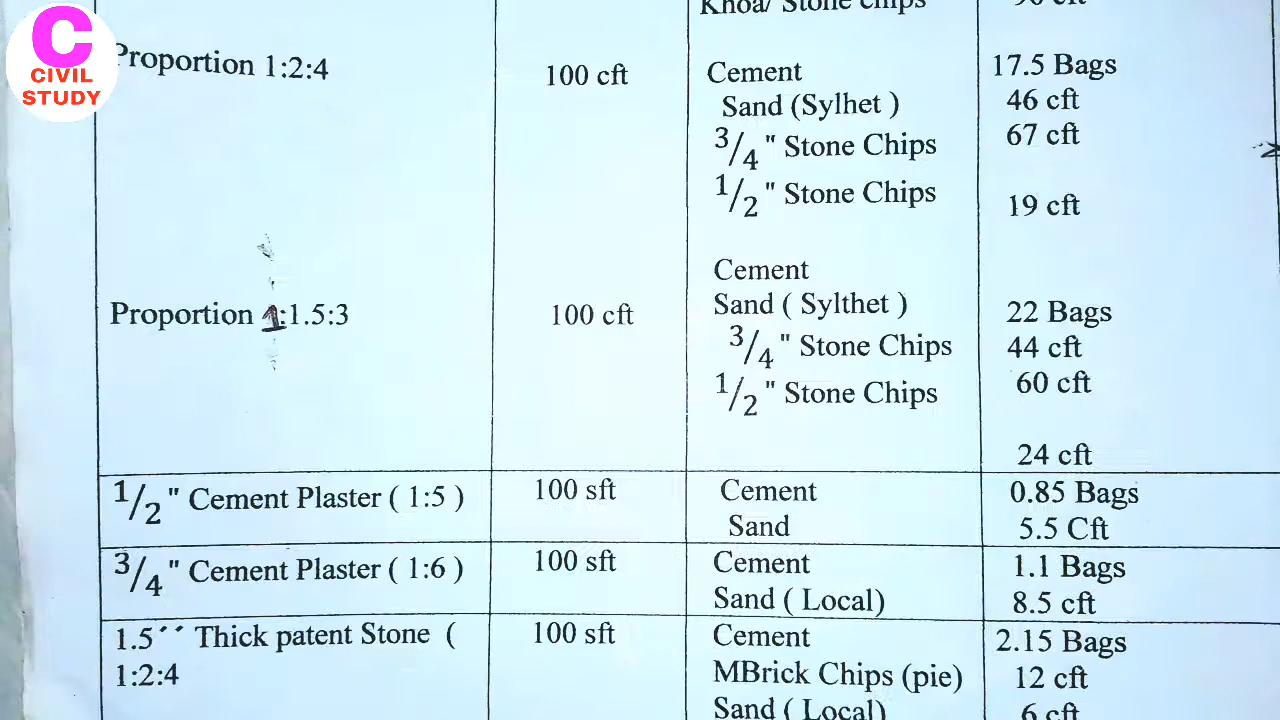 C
CIVIL
STUDY
Khoa/ Stone chips
Proportion 1:2:4 100 cft Cement 17.5 Bags
Sand (Sylhet ) 46 cft
3/4 " Stone Chips 67 cft
1/2 " Stone Chips 19 cft
Cement
Proportion 1:1.5:3 100 cft Sand ( Sylthet ) 22 Bags
3/4 " Stone Chips 44 cft
1/2 " Stone Chips 60 cft
24 cft
1/2 " Cement Plaster ( 1:5 ) 100 sft Cement 0.85 Bags
Sand 5.5 Cft
3/4 " Cement Plaster ( 1:6 ) 100 sft Cement 1.1 Bags
Sand ( Local) 8.5 cft
1.5´´ Thick patent Stone ( 100 sft Cement 2.15 Bags
1:2:4 MBrick Chips (pie) 12 cft
Sand ( Local) 6 cft